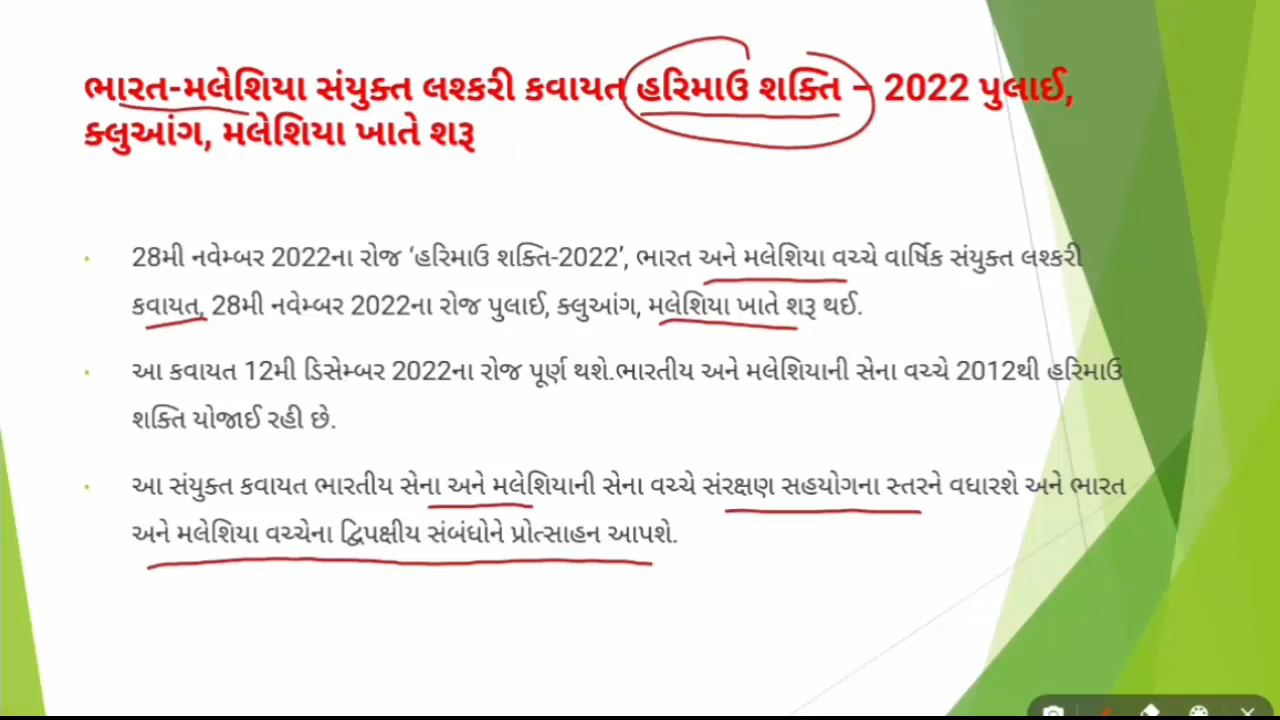 ભારત-મલેશિયા સંયુક્ત લશ્કરી કવાયત હરિમાઉ શક્તિ – 2022 પુલાઈ,
ક્લુઆંગ, મલેશિયા ખાતે શરૂ
28મી નવેમ્બર 2022ના રોજ ‘હરિમાઉ શક્તિ-2022’, ભારત અને મલેશિયા વચ્ચે વાર્ષિક સંયુક્ત લશ્કરી
કવાયત, 28મી નવેમ્બર 2022ના રોજ પુલાઈ, ક્લુઆંગ, મલેશિયા ખાતે શરૂ થઈ.
આ કવાયત 12મી ડિસેમ્બર 2022ના રોજ પૂર્ણ થશે.ભારતીય અને મલેશિયાની સેના વચ્ચે 2012થી હરિમાઉ
શક્તિ યોજાઈ રહી છે.
આ સંયુક્ત કવાયત ભારતીય સેના અને મલેશિયાની સેના વચ્ચે સંરક્ષણ સહયોગના સ્તરને વધારશે અને ભારત
અને મલેશિયા વચ્ચેના દ્વિપક્ષીય સંબંધોને પ્રોત્સાહન આપશે.